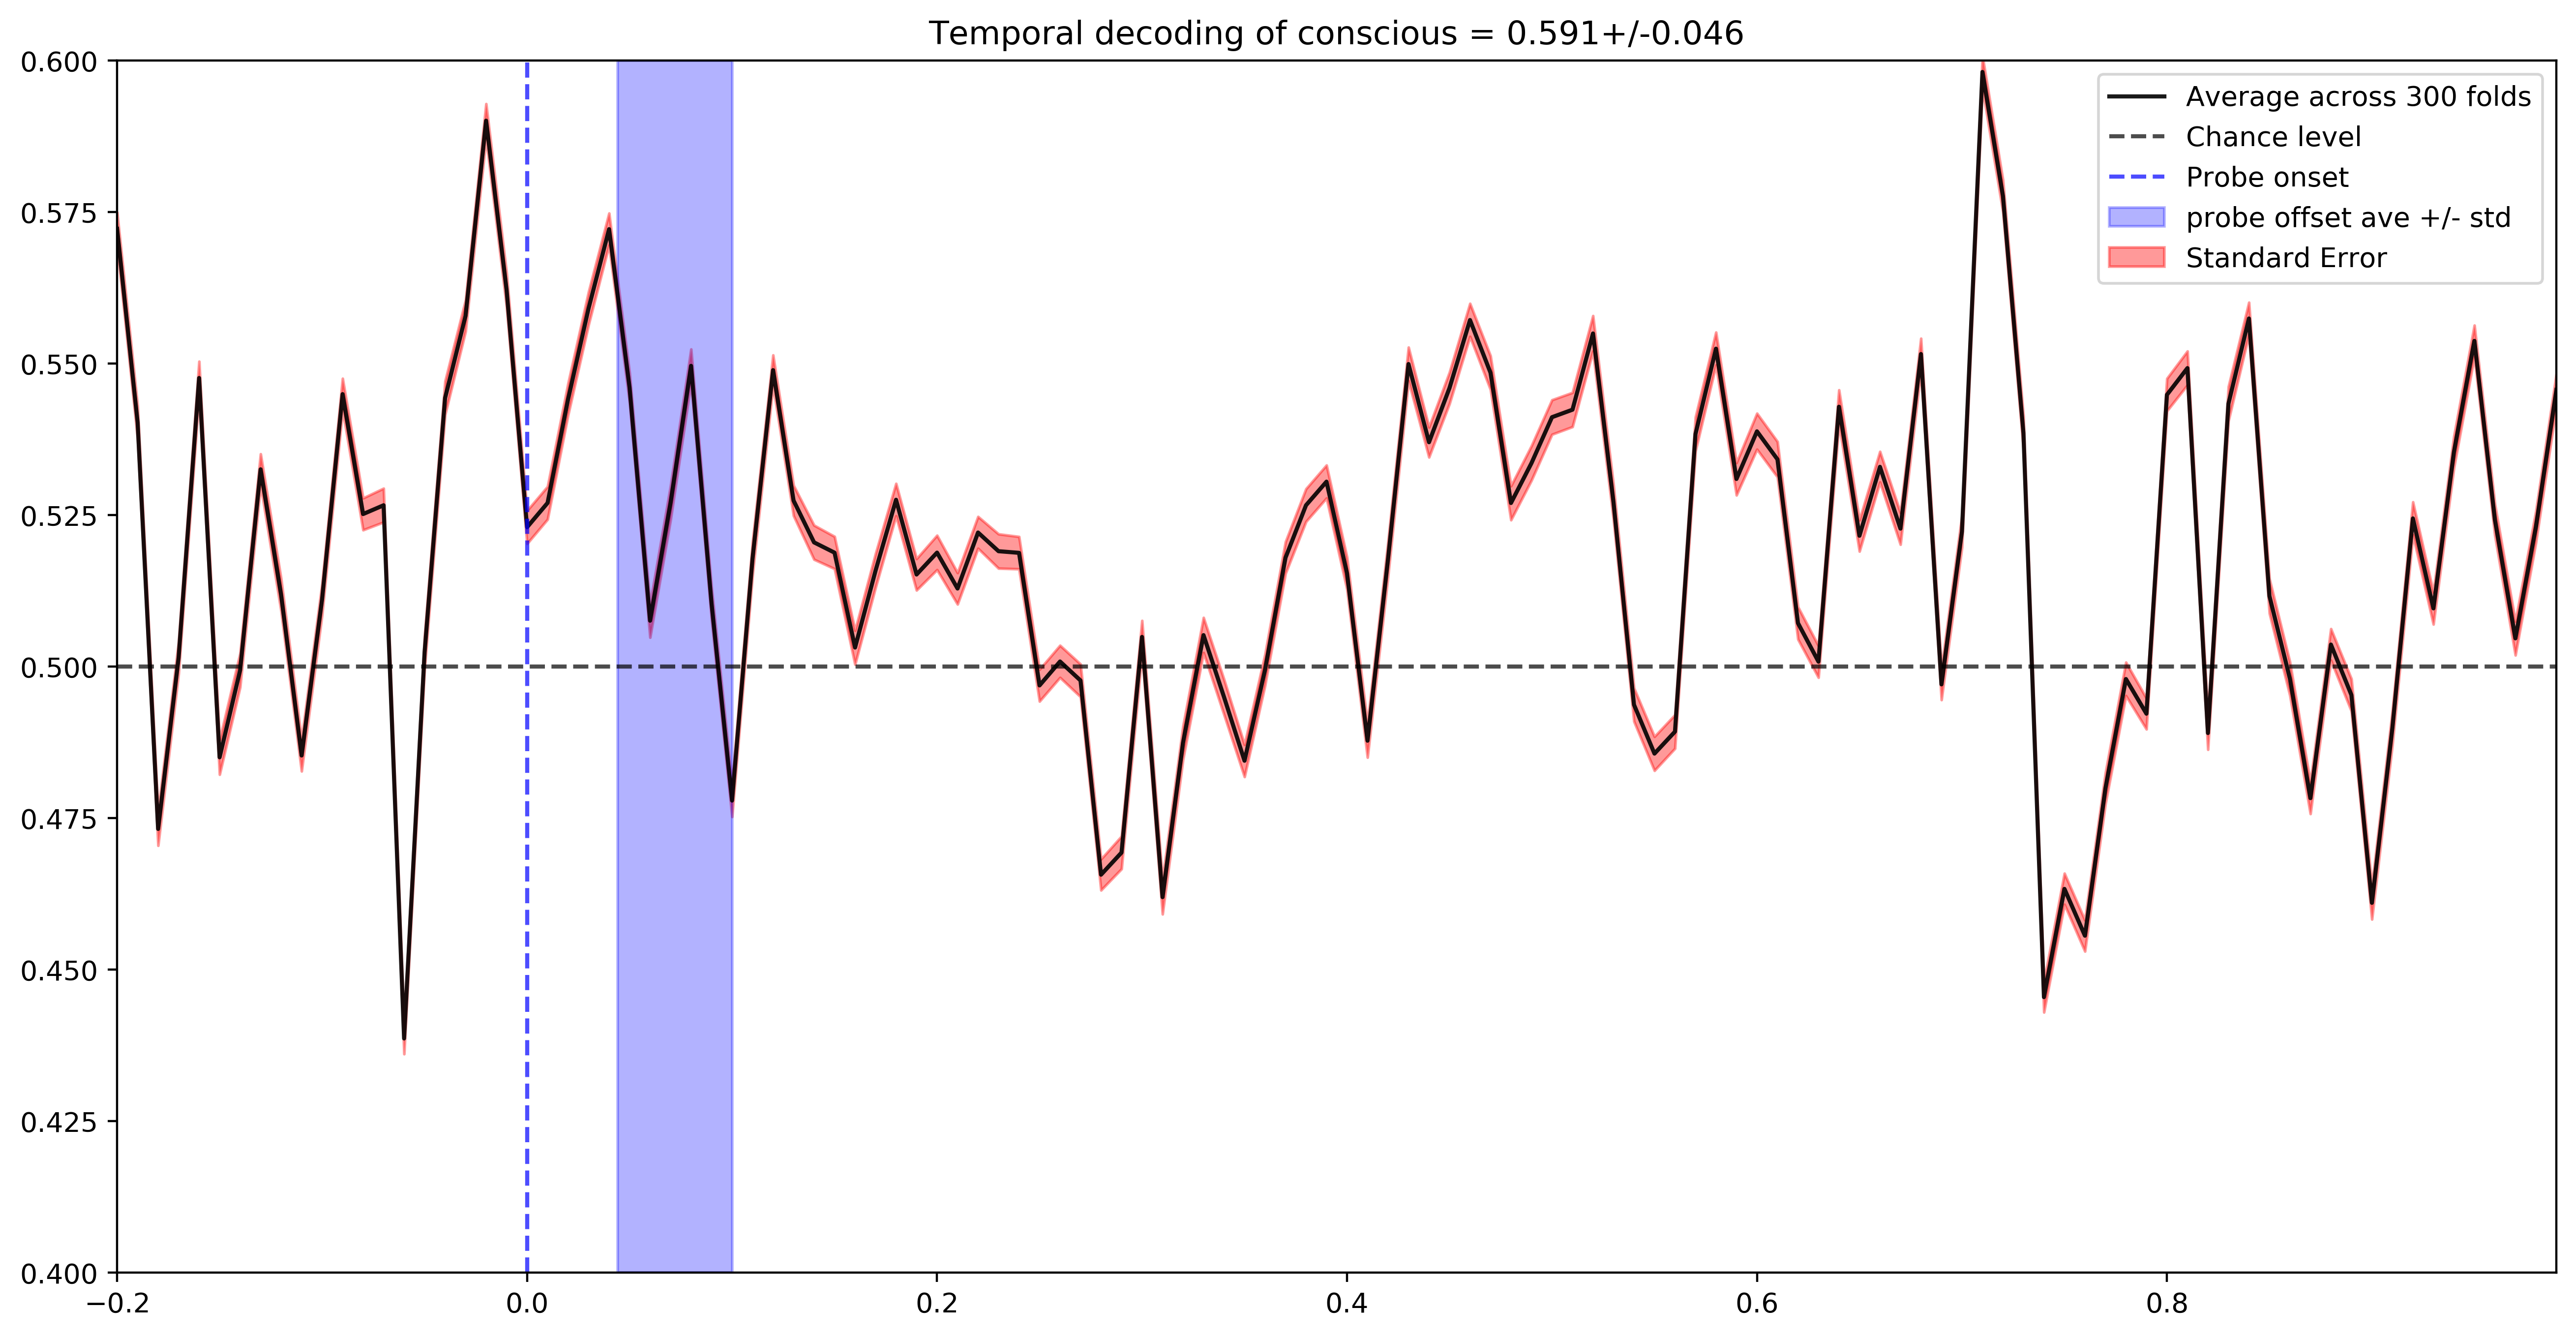 Temporal decoding of conscious = 0.591+/-0.046
0.600
0.575
0.550
0.525
0.500
0.475
0.450
0.425
0.400
Average across 300 folds
Chance level
Probe onset
probe offset ave +/- std
Standard Error
−0.2
0.0
0.2
0.4
0.6
0.8